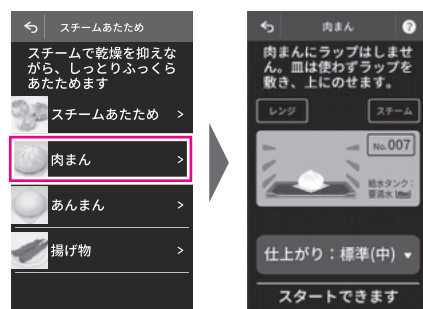 スチームあたため
スチームで乾燥を抑えな
がら、しっとりふっくら
あたためます
スチームあたため >
肉まん >
あんまん >
揚げ物 >
肉まん ?
肉まんにラップはしませ
ん。皿は使わずラップを
敷き、上にのせます。
レンジ スチーム
No.007
給水タンク：
要満水
仕上がり：標準(中) ▼
スタートできます